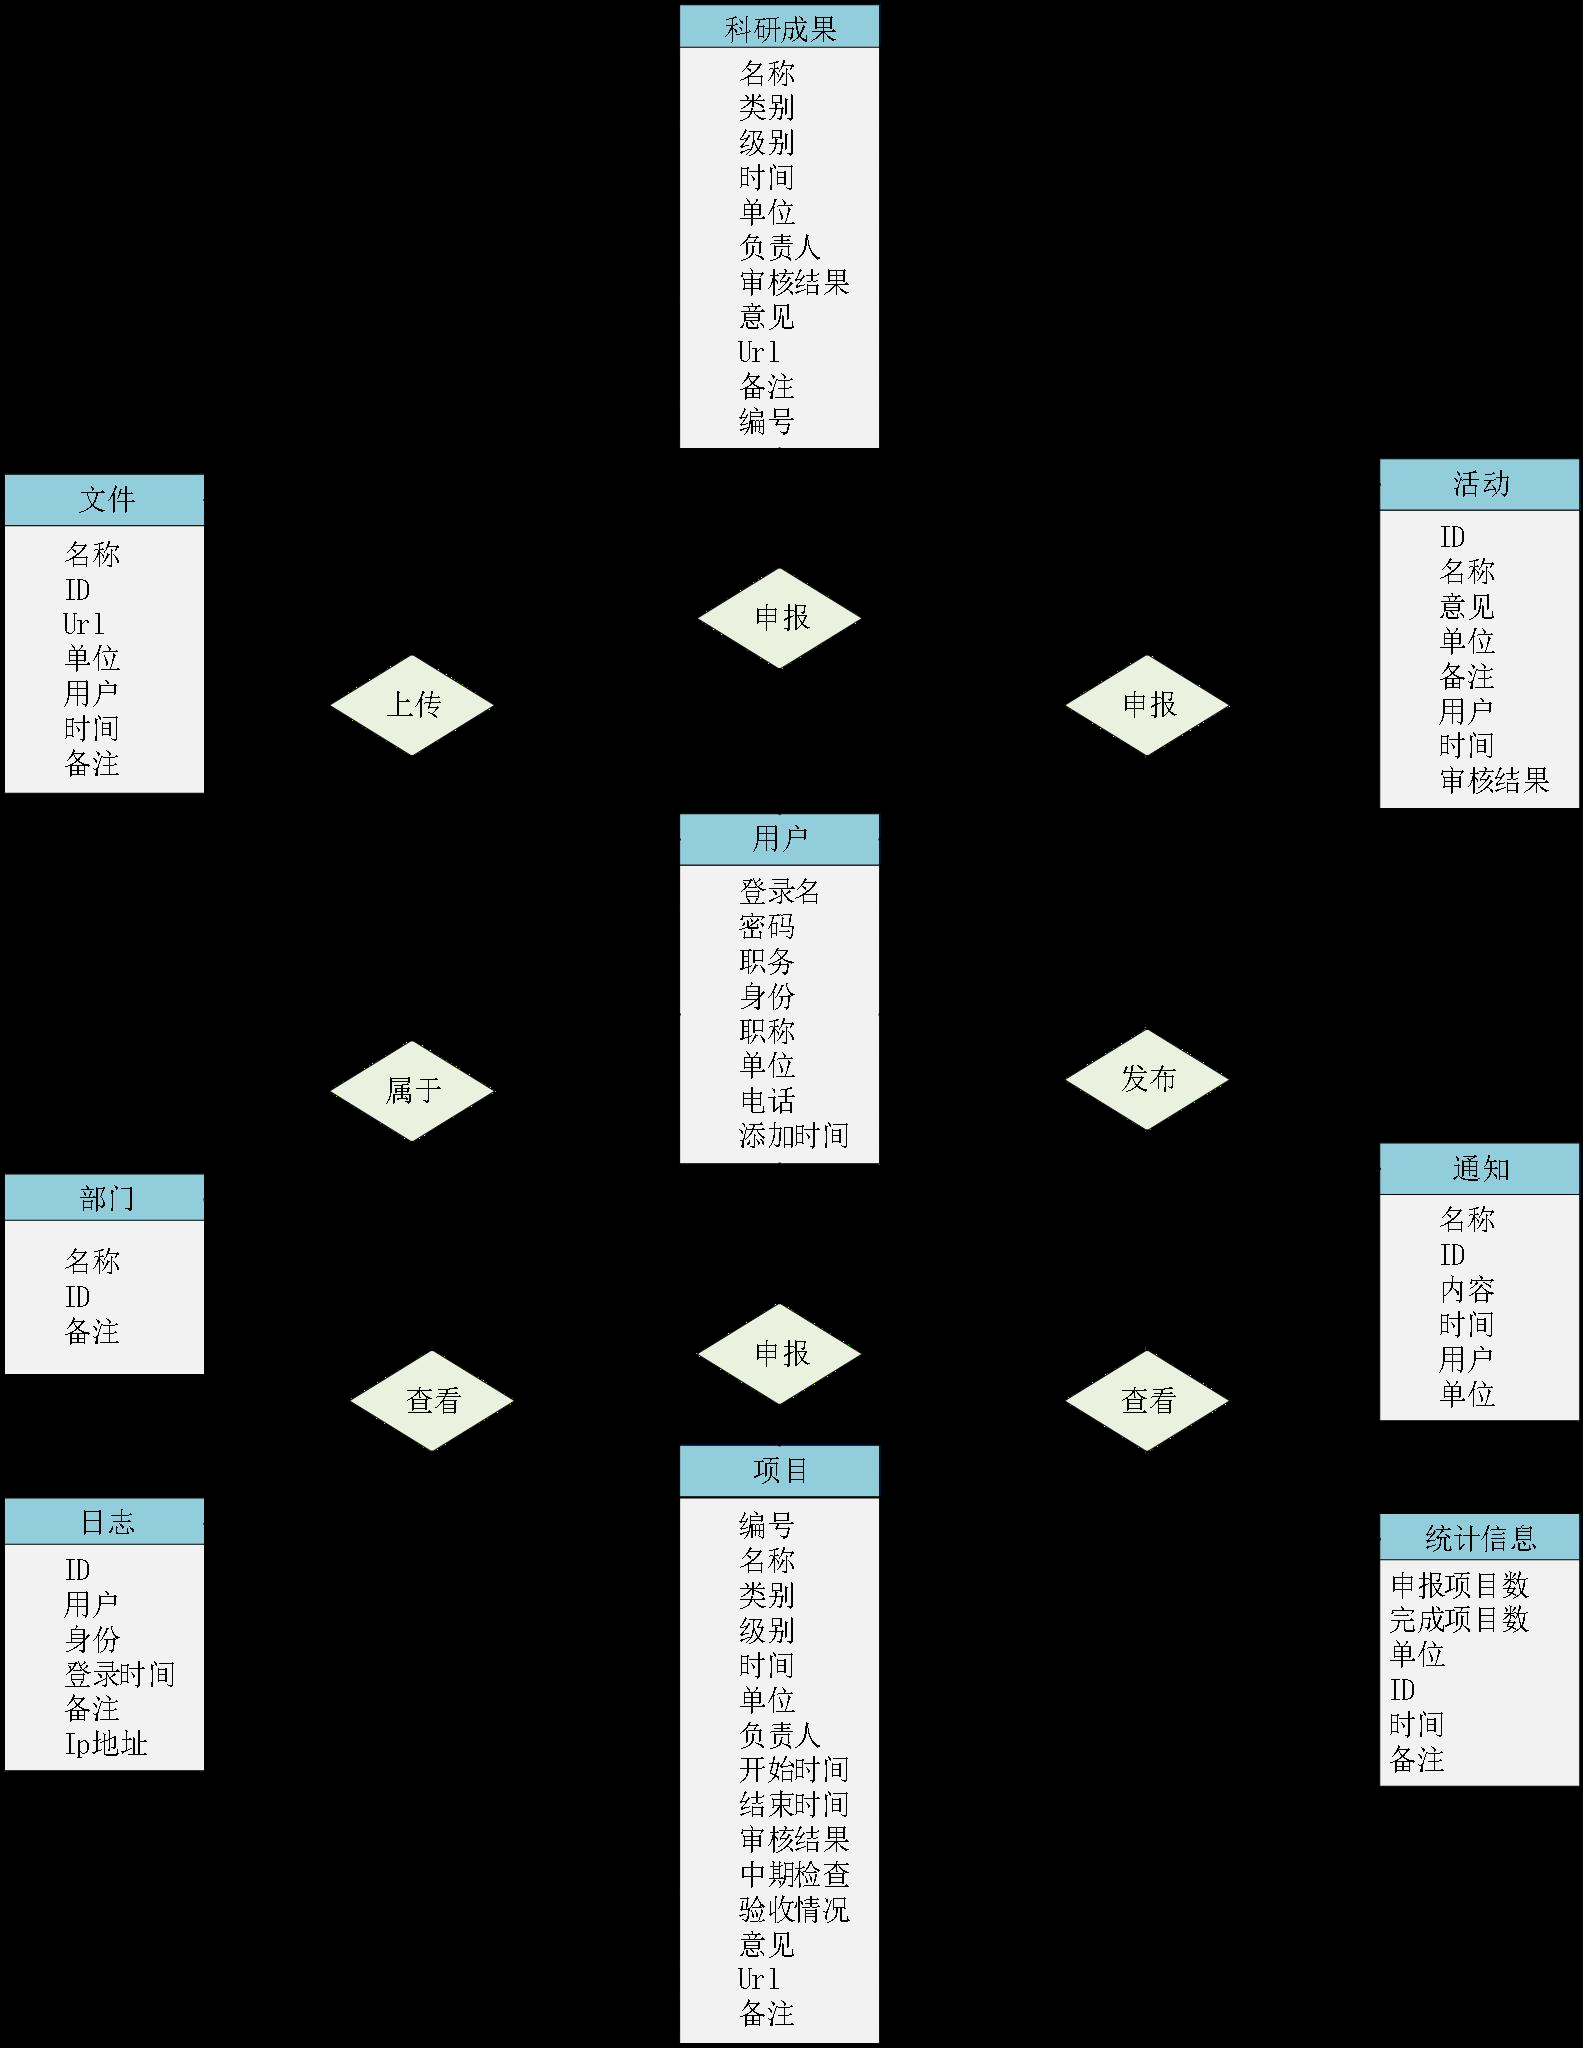 科研成果
名称
类别
级别
时间
单位
负责人
审核结果
意见
Url
备注
编号
文件
名称
ID
Url
单位
用户
时间
备注
活动
ID
名称
意见
单位
备注
用户
时间
审核结果
申报
上传
申报
用户
登录名
密码
职务
身份
职称
单位
电话
添加时间
属于
发布
部门
名称
ID
备注
通知
名称
ID
内容
时间
用户
单位
申报
查看
查看
日志
ID
用户
身份
登录时间
备注
Ip地址
项目
编号
名称
类别
级别
时间
单位
负责人
开始时间
结束时间
审核结果
中期检查
验收情况
意见
Url
备注
统计信息
申报项目数
完成项目数
单位
ID
时间
备注